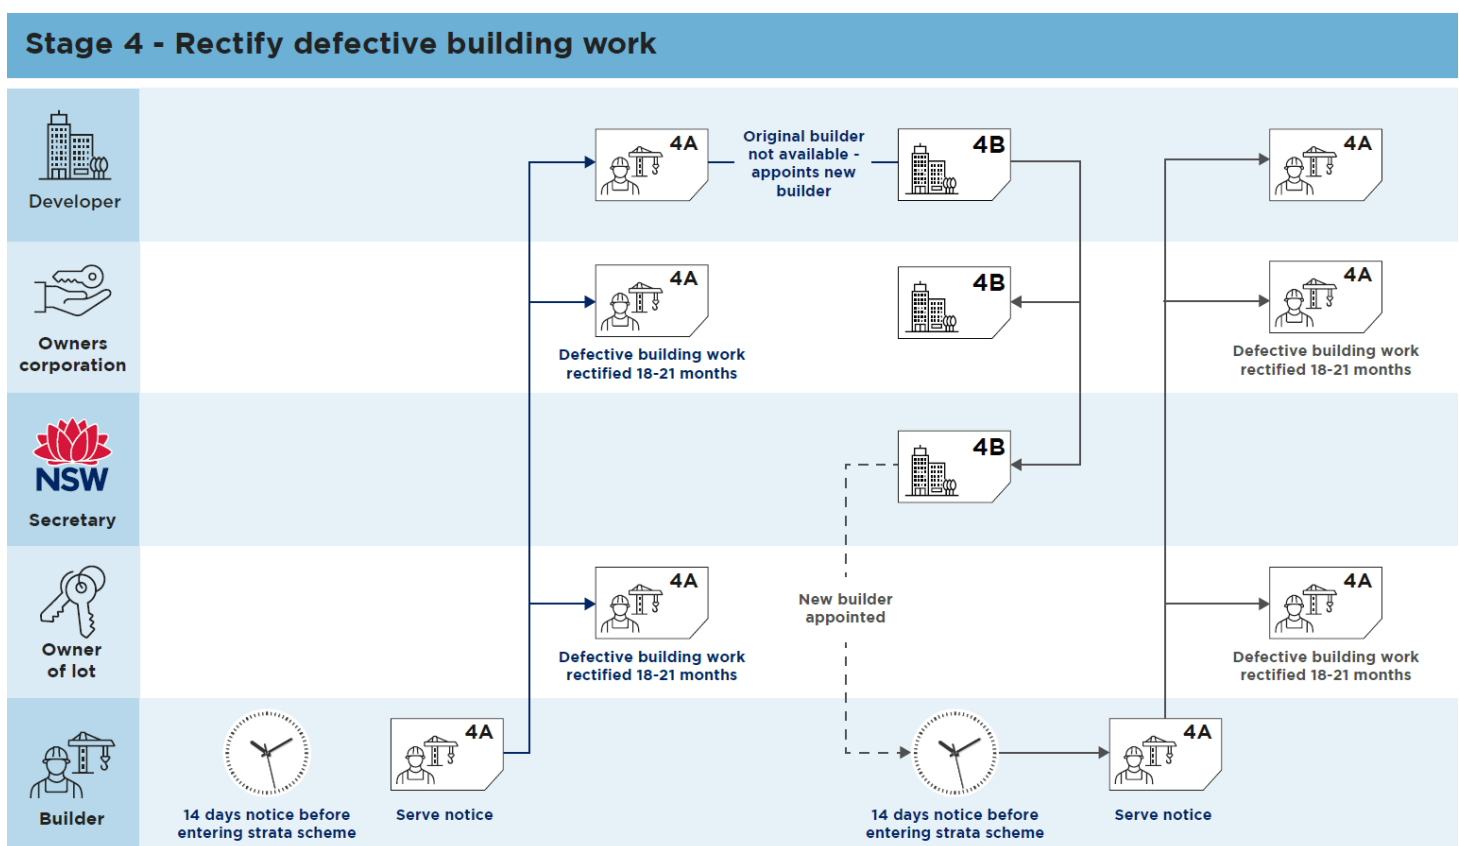 Stage 4 - Rectify defective building work
Developer
4A
Original builder
not available -
appoints new
builder
4B
4A
Owners
corporation
4A
Defective building work
rectified 18-21 months
4B
4A
Defective building work
rectified 18-21 months
NSW
Secretary
4B
Owner
of lot
4A
Defective building work
rectified 18-21 months
New builder
appointed
4A
Defective building work
rectified 18-21 months
Builder
14 days notice before
entering strata scheme
4A
Serve notice
14 days notice before
entering strata scheme
4A
Serve notice